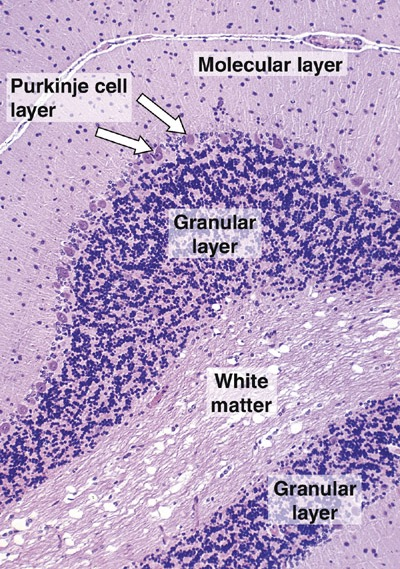 Molecular layer
Purkinje cell
layer
Granular
layer
White
matter
Granular
layer